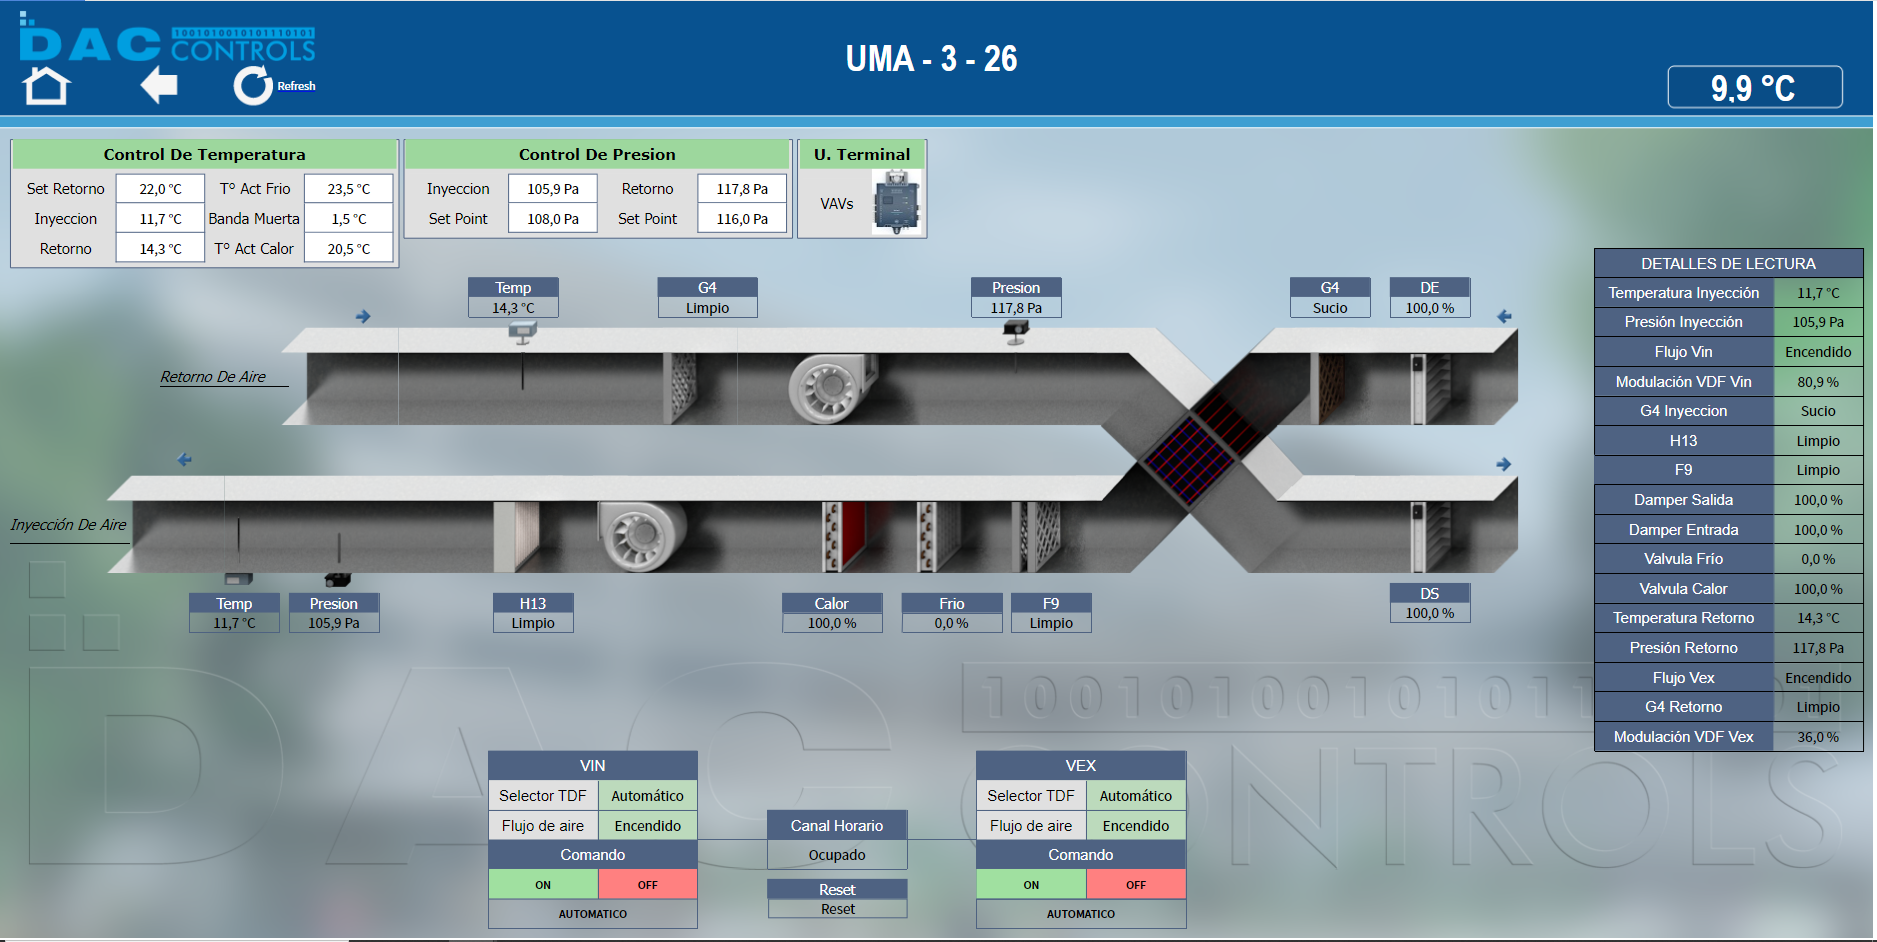 DAC
10010100101011101​01
CONTROLS
Refresh
UMA - 3 - 26
9,9 °C
Control De Temperatura
Set Retorno 22,0 °C T° Act Frio 23,5 °C
Inyeccion 11,7 °C Banda Muerta 1,5 °C
Retorno 14,3 °C T° Act Calor 20,5 °C
Control De Presion
Inyeccion 105,9 Pa Retorno 117,8 Pa
Set Point 108,0 Pa Set Point 116,0 Pa
U. Terminal
VAVs
Temp
14,3 °C
G4
Limpio
Presion
117,8 Pa
G4
Sucio
DE
100,0 %
Retorno De Aire
Inyección De Aire
Temp
11,7 °C
Presion
105,9 Pa
H13
Limpio
Calor
100,0 %
Frio
0,0 %
F9
Limpio
DS
100,0 %
DETALLES DE LECTURA
Temperatura Inyección 11,7 °C
Presión Inyección 105,9 Pa
Flujo Vin Encendido
Modulación VDF Vin 80,9 %
G4 Inyeccion Sucio
H13 Limpio
F9 Limpio
Damper Salida 100,0 %
Damper Entrada 100,0 %
Valvula Frío 0,0 %
Valvula Calor 100,0 %
Temperatura Retorno 14,3 °C
Presión Retorno 117,8 Pa
Flujo Vex Encendido
G4 Retorno Limpio
Modulación VDF Vex 36,0 %
VIN
Selector TDF Automático
Flujo de aire Encendido
Comando
ON OFF
AUTOMATICO
Canal Horario
Ocupado
Reset
Reset
VEX
Selector TDF Automático
Flujo de aire Encendido
Comando
ON OFF
AUTOMATICO
DAC
CONTROLS